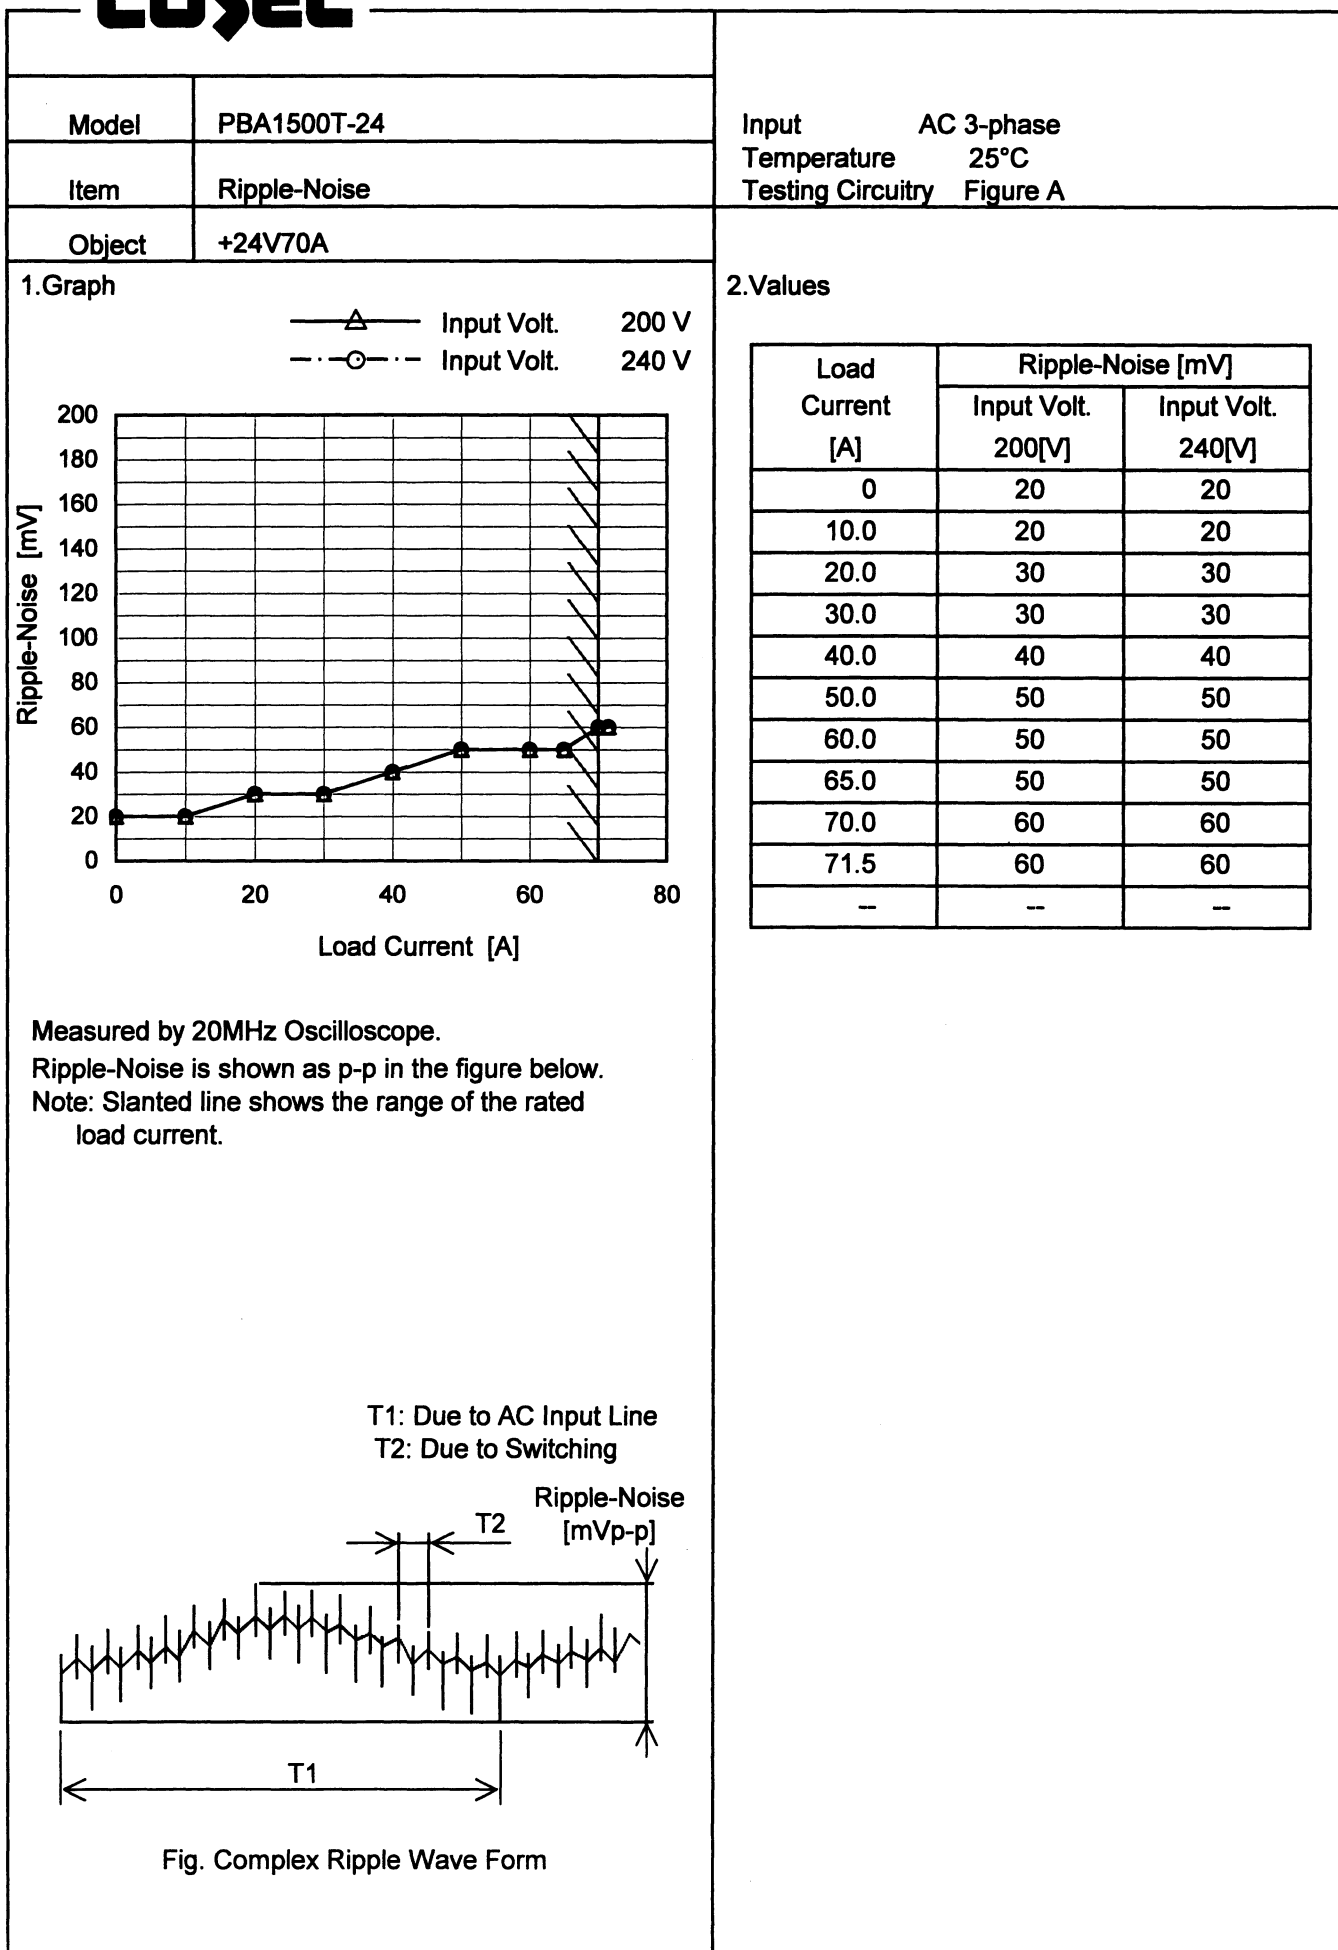 COSEL
Model PBA1500T-24
Item Ripple-Noise
Object +24V70A
Input AC 3-phase
Temperature 25°C
Testing Circuitry Figure A
1.Graph
Input Volt. 200 V
Input Volt. 240 V
200
180
160
140
120
100
80
60
40
20
0
Ripple-Noise [mV]
0 20 40 60 80
Load Current [A]
Measured by 20MHz Oscilloscope.
Ripple-Noise is shown as p-p in the figure below.
Note: Slanted line shows the range of the rated
load current.
T1: Due to AC Input Line
T2: Due to Switching
Ripple-Noise
[mVp-p]
T2
T1
Fig. Complex Ripple Wave Form
2.Values
Load Ripple-Noise [mV]
Current Input Volt. Input Volt.
[A] 200[V] 240[V]
0 20 20
10.0 20 20
20.0 30 30
30.0 30 30
40.0 40 40
50.0 50 50
60.0 50 50
65.0 50 50
70.0 60 60
71.5 60 60
-- -- --